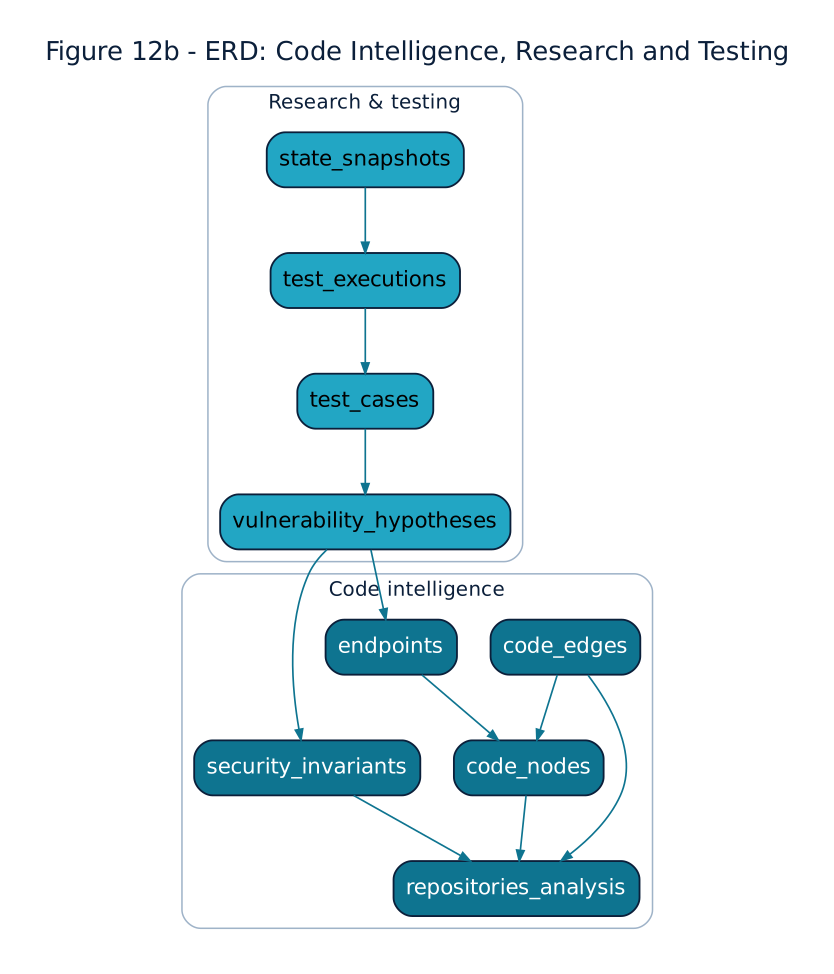 Figure 12b - ERD: Code Intelligence, Research and Testing
Research & testing
state_snapshots
test_executions
test_cases
vulnerability_hypotheses
Code intelligence
endpoints
code_edges
security_invariants
code_nodes
repositories_analysis